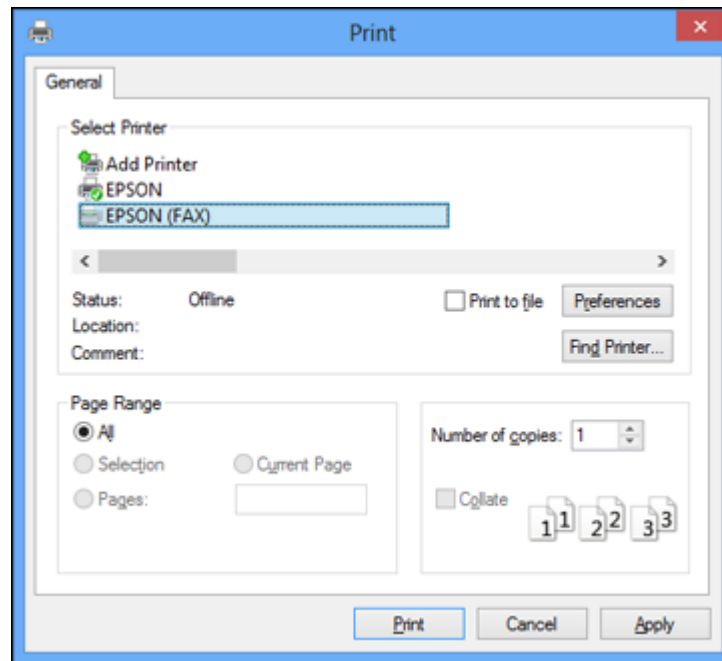 Print
General
Select Printer
Add Printer
EPSON
EPSON (FAX)
Status: Offline
Print to file Preferences
Location:
Comment: Find Printer...
Page Range
All
Number of copies: 1
Selection Current Page
Pages:
Collate
1 1 2 2 3 3
Print Cancel Apply